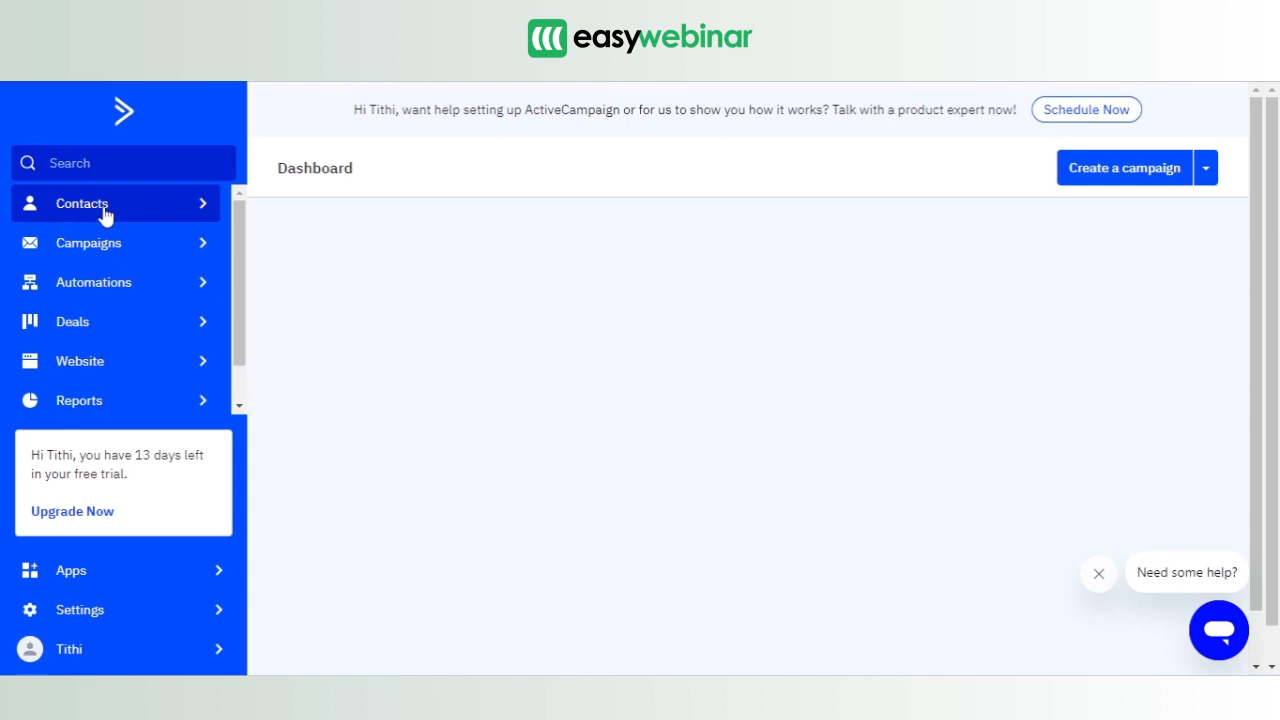 easywebinar
Hi Tithi, want help setting up ActiveCampaign or for us to show you how it works? Talk with a product expert now!
Schedule Now
Search
Dashboard
Create a campaign
Contacts
Campaigns
Automations
Deals
Website
Reports
Hi Tithi, you have 13 days left
in your free trial.
Upgrade Now
Apps
Settings
Tithi
Need some help?